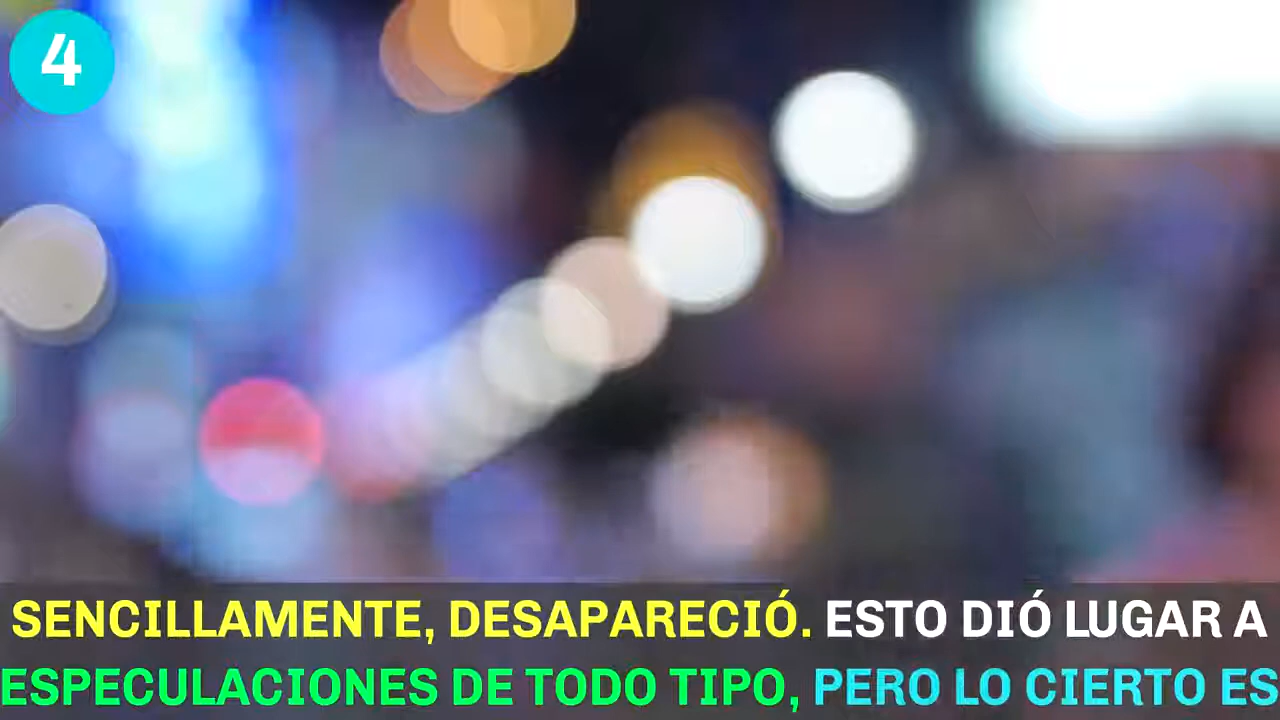 4
SENCILLAMENTE, DESAPARECIÓ. ESTO DIÓ LUGAR A
ESPECULACIONES DE TODO TIPO, PERO LO CIERTO ES